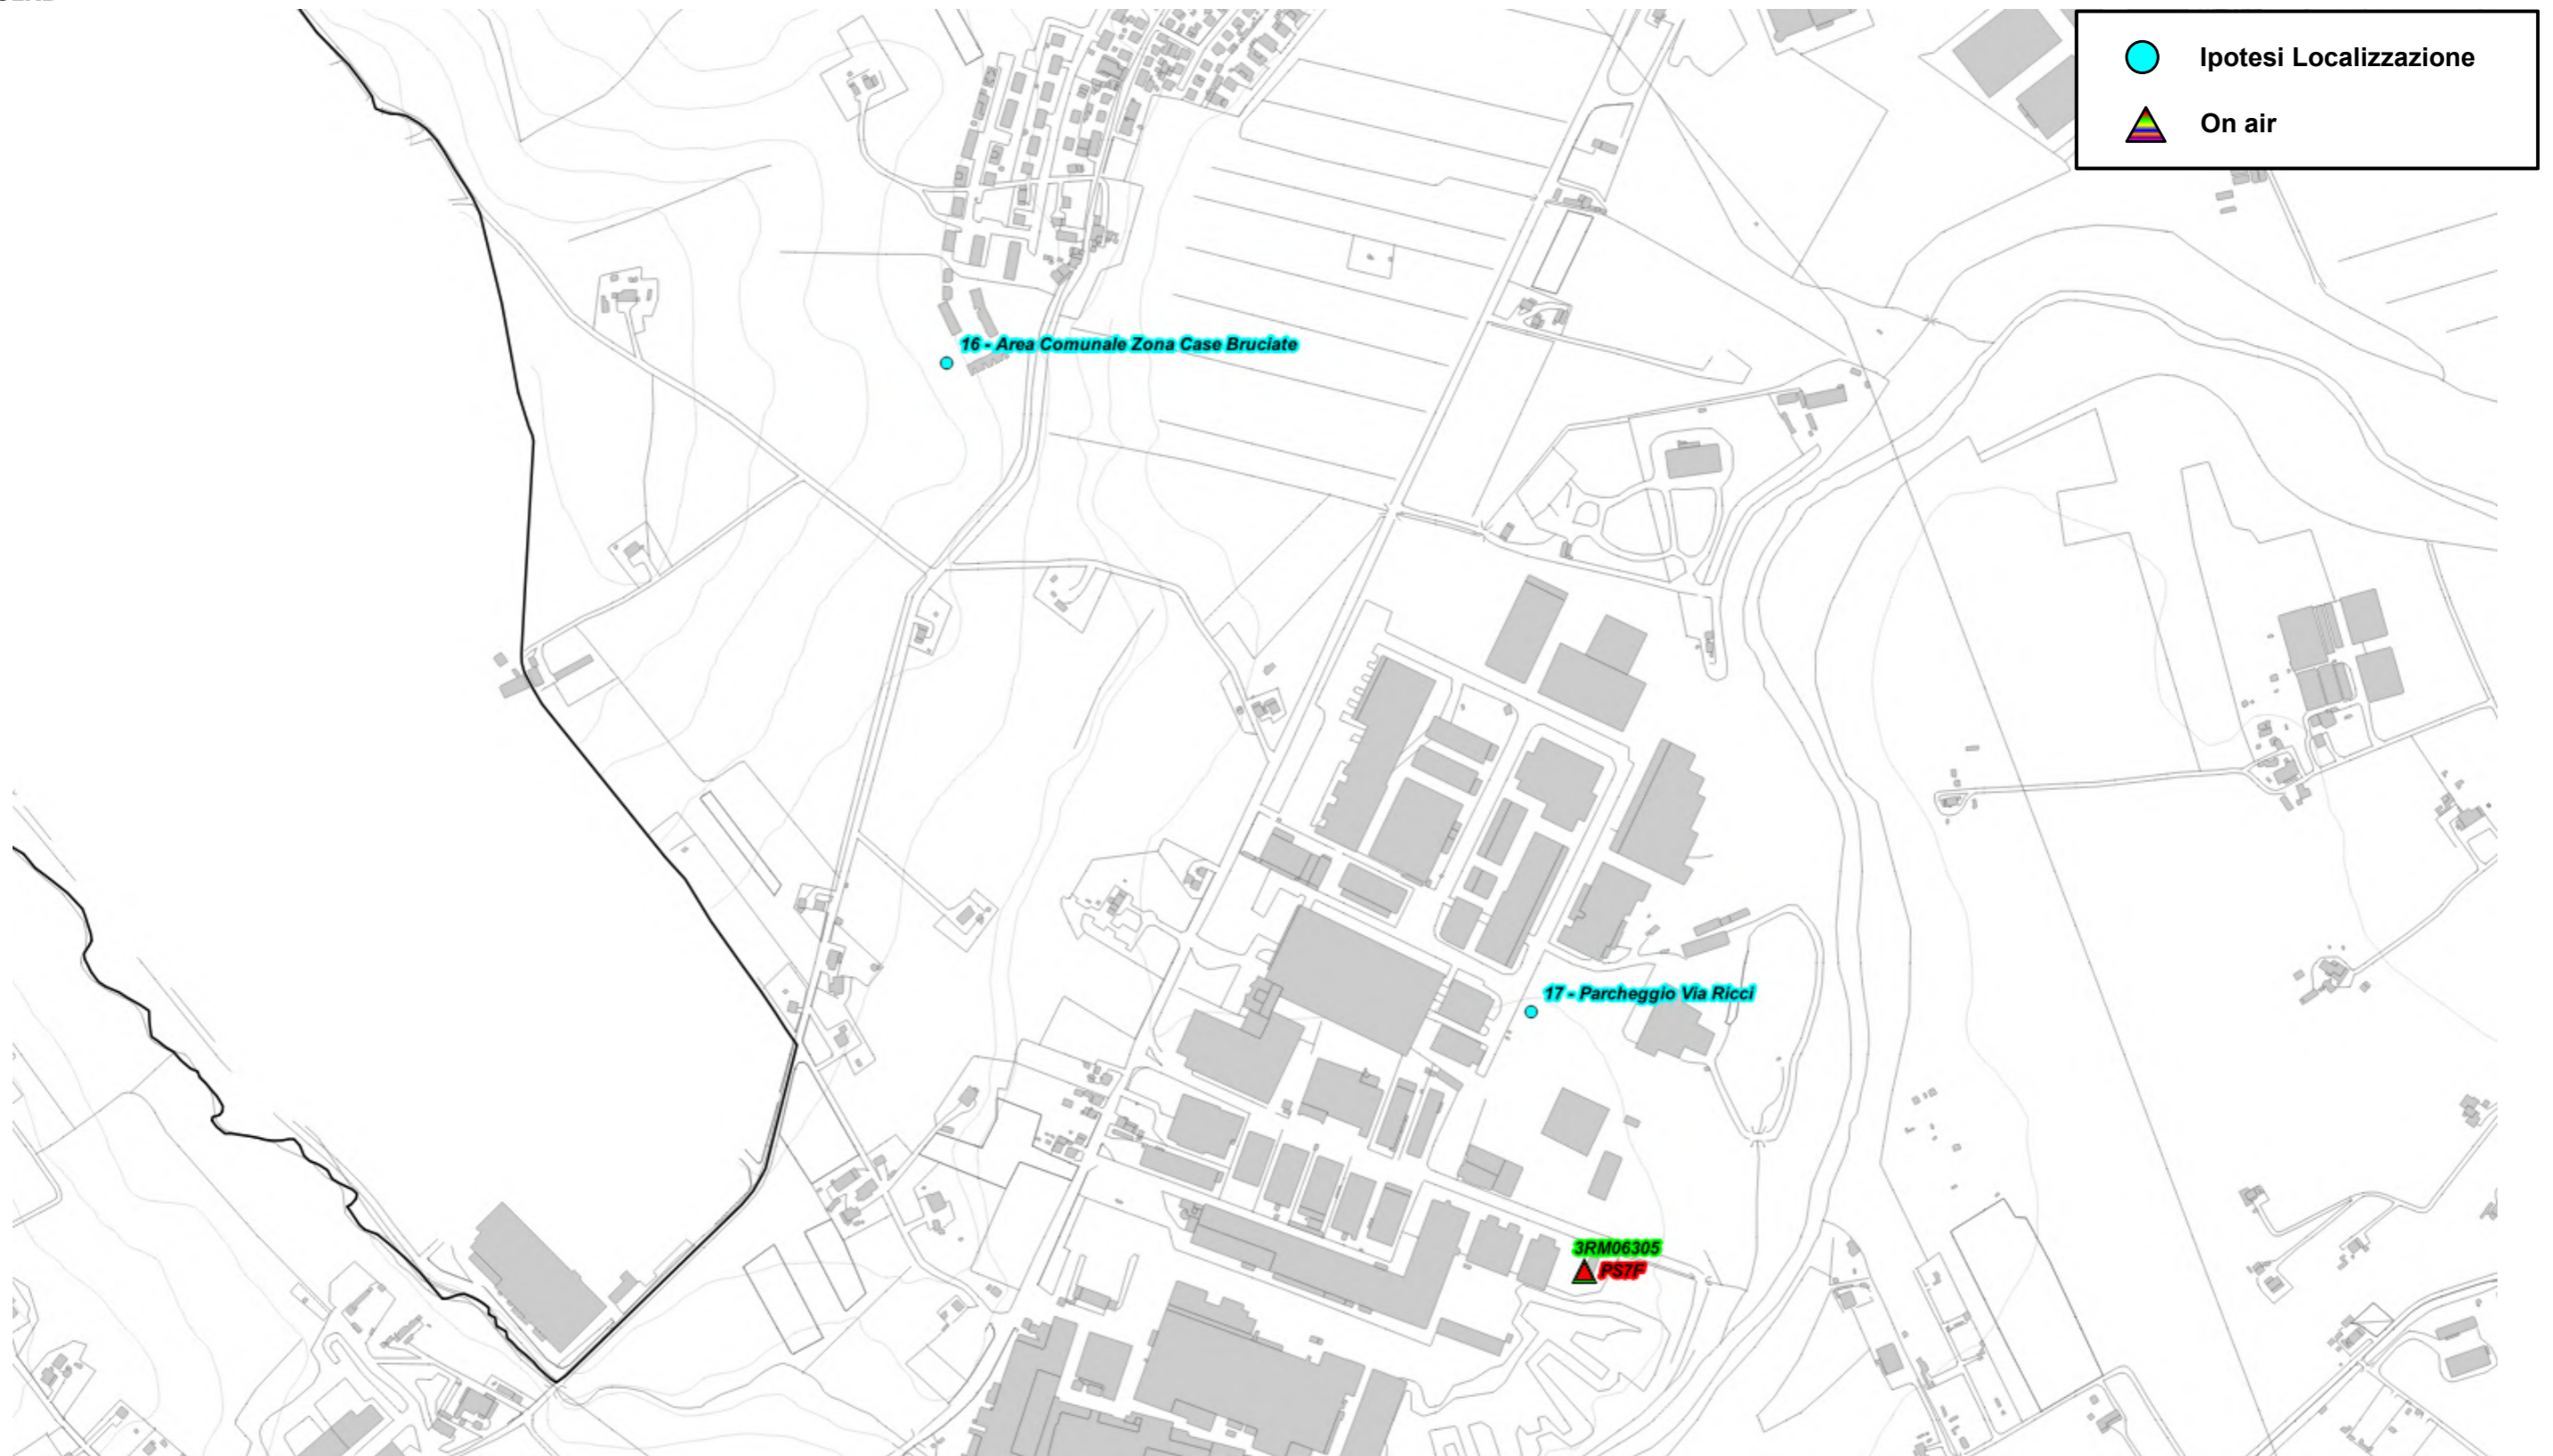 Ipotesi Localizzazione
On air
16 - Area Comunale Zona Case Bruciate
17 - Parcheggio Via Ricci
3RM06305
PS7F